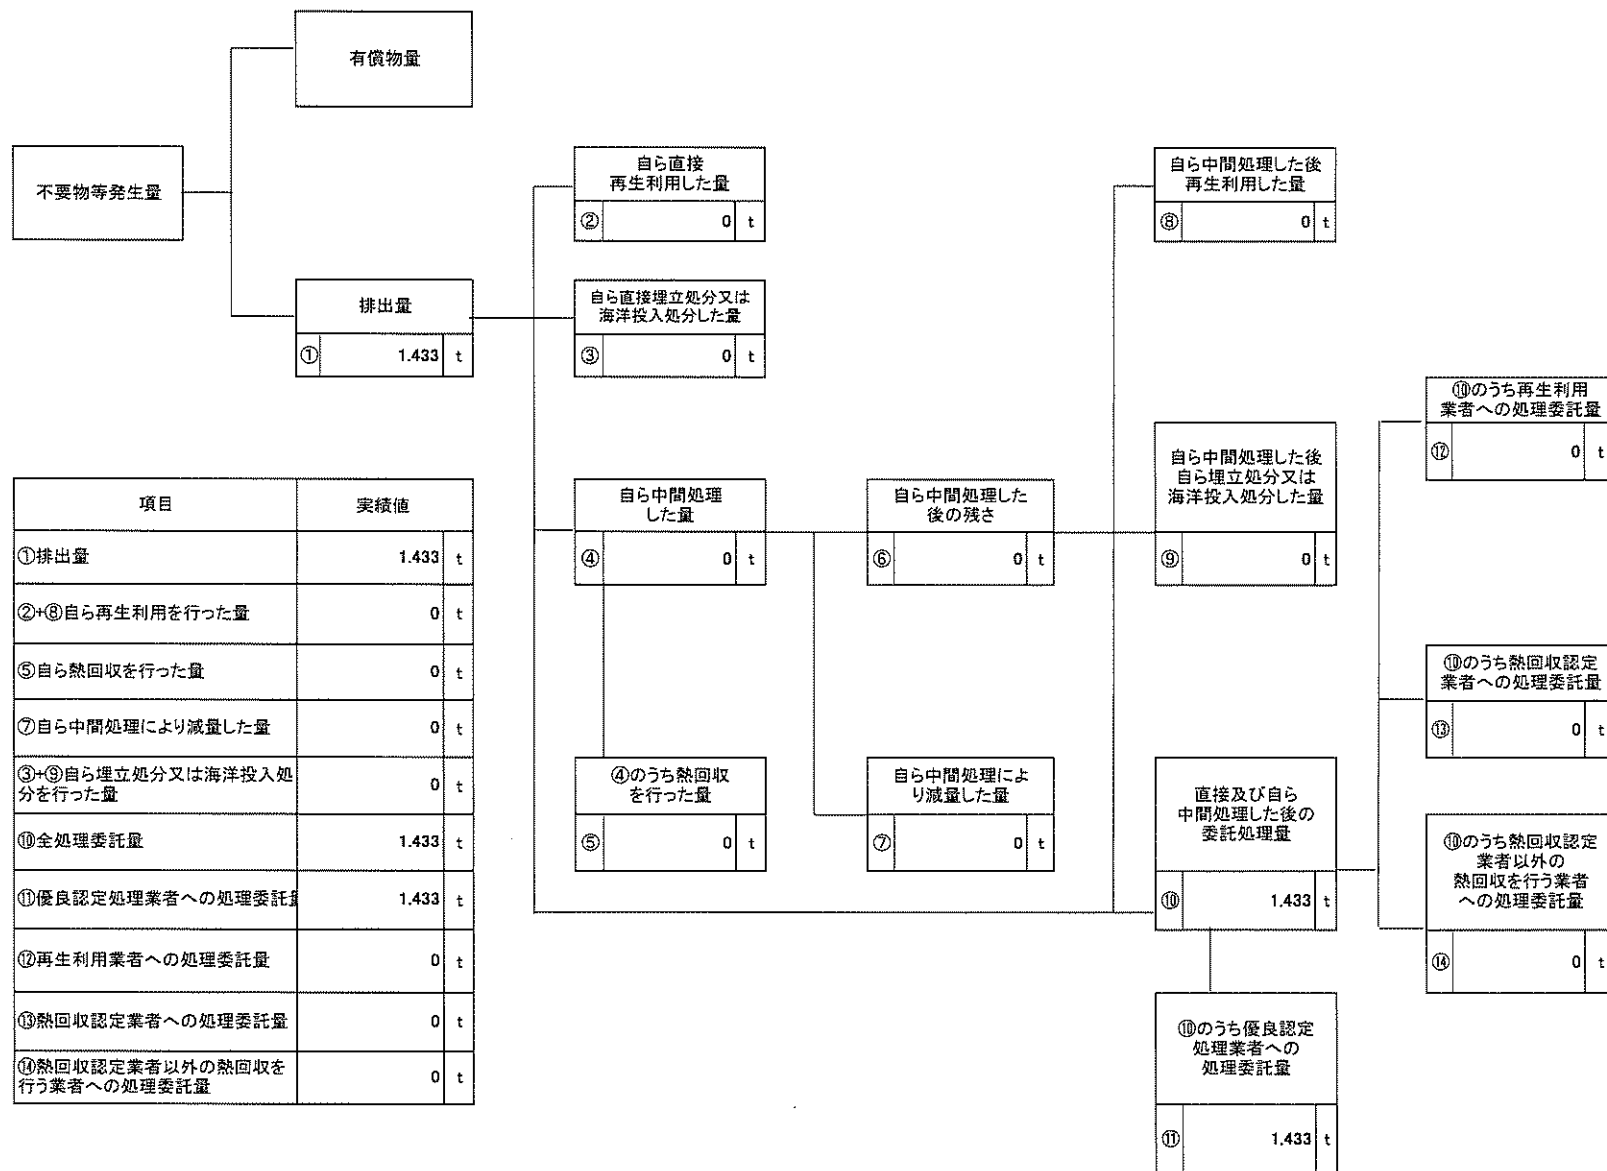 有償物量
不要物等発生量
自ら直接
再生利用した量
② 0 t
自ら中間処理した後
再生利用した量
⑧ 0 t
排出量
① 1.433 t
自ら直接埋立処分又は
海洋投入処分した量
③ 0 t
⑩のうち再生利用
業者への処理委託量
⑫ 0 t
自ら中間処理
した量
④ 0 t
自ら中間処理した
後の残さ
⑥ 0 t
自ら中間処理した後
自ら埋立処分又は
海洋投入処分した量
⑨ 0 t
⑩のうち熱回収認定
業者への処理委託量
⑬ 0 t
④のうち熱回収
を行った量
⑤ 0 t
自ら中間処理によ
り減量した量
⑦ 0 t
直接及び自ら
中間処理した後の
委託処理量
⑩ 1.433 t
⑩のうち熱回収認定
業者以外の
熱回収を行う業者
への処理委託量
⑭ 0 t
⑩のうち優良認定
処理業者への
処理委託量
⑪ 1.433 t
項目 実績値
①排出量 1.433 t
②+⑧自ら再生利用を行った量 0 t
⑤自ら熱回収を行った量 0 t
⑦自ら中間処理により減量した量 0 t
③+⑨自ら埋立処分又は海洋投入処
分を行った量 0 t
⑩全処理委託量 1.433 t
⑪優良認定処理業者への処理委託量 1.433 t
⑫再生利用業者への処理委託量 0 t
⑬熱回収認定業者への処理委託量 0 t
⑭熱回収認定業者以外の熱回収を
行う業者への処理委託量 0 t